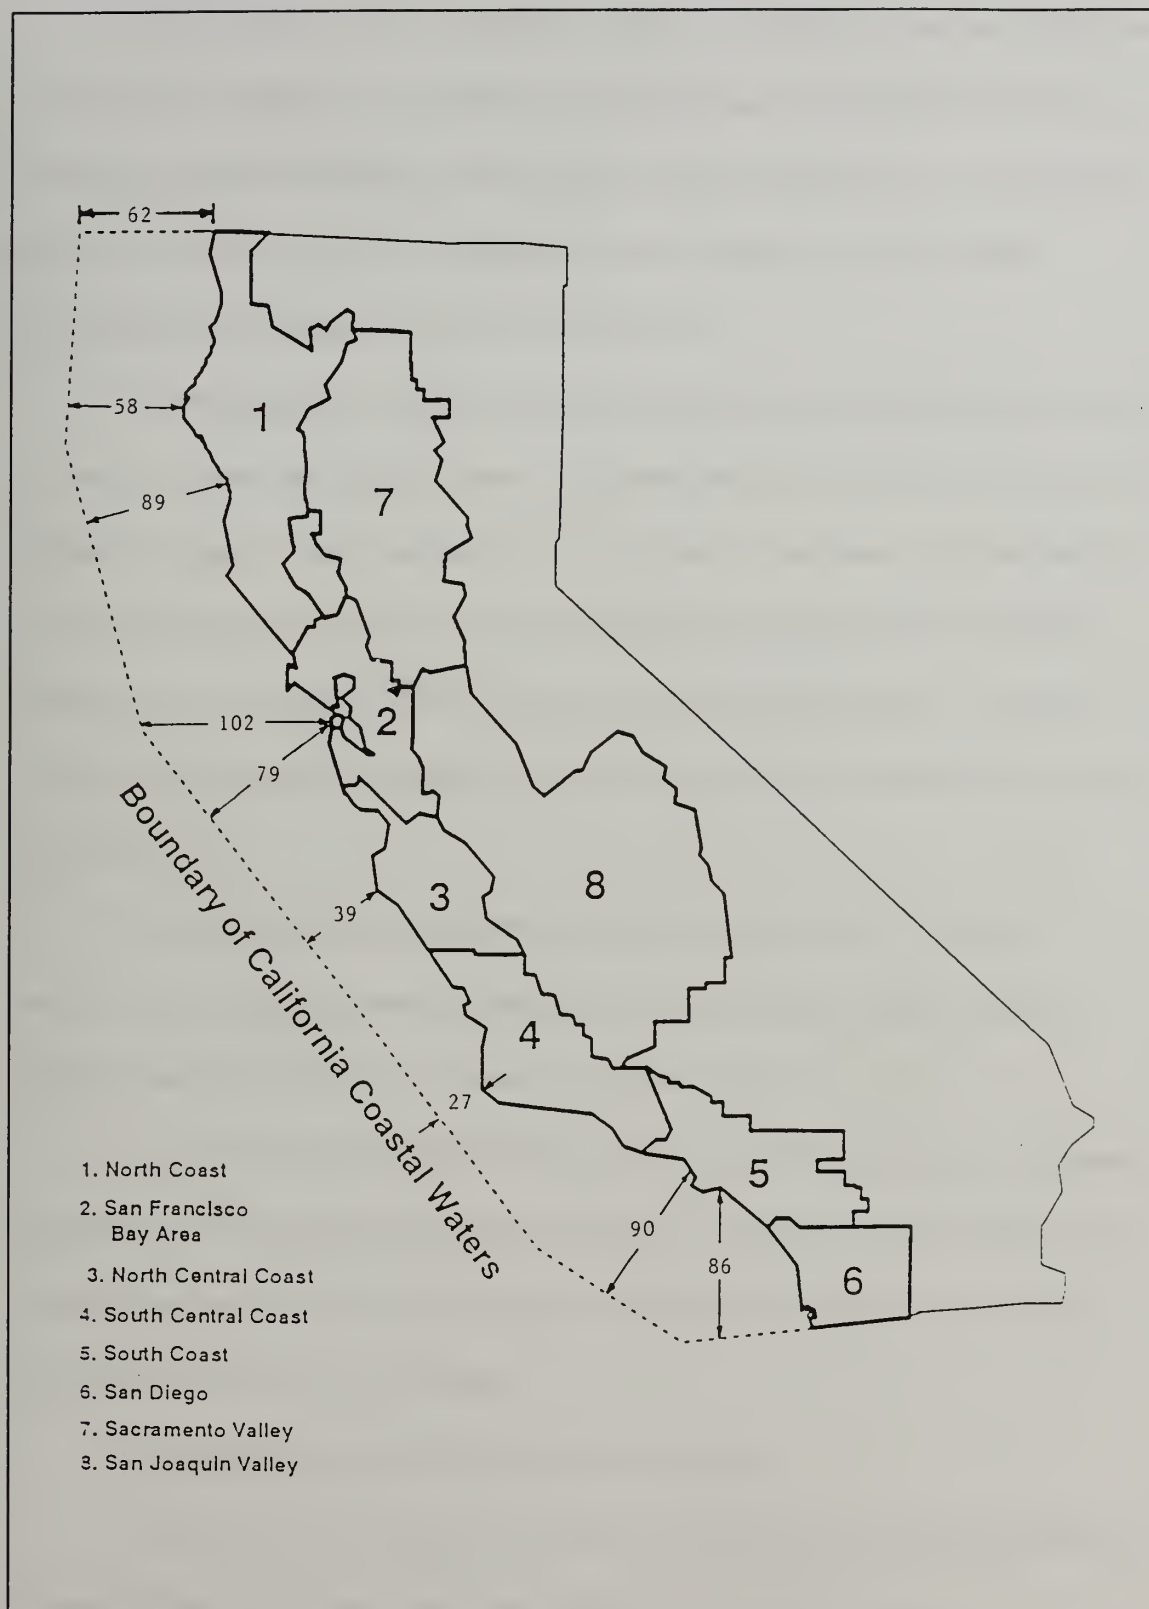 62
58
1
89
7
102
2
79
Boundary of California Coastal Waters
8
3
39
4
27
5
90
86
6
1. North Coast
2. San Francisco
Bay Area
3. North Central Coast
4. South Central Coast
5. South Coast
6. San Diego
7. Sacramento Valley
8. San Joaquin Valley